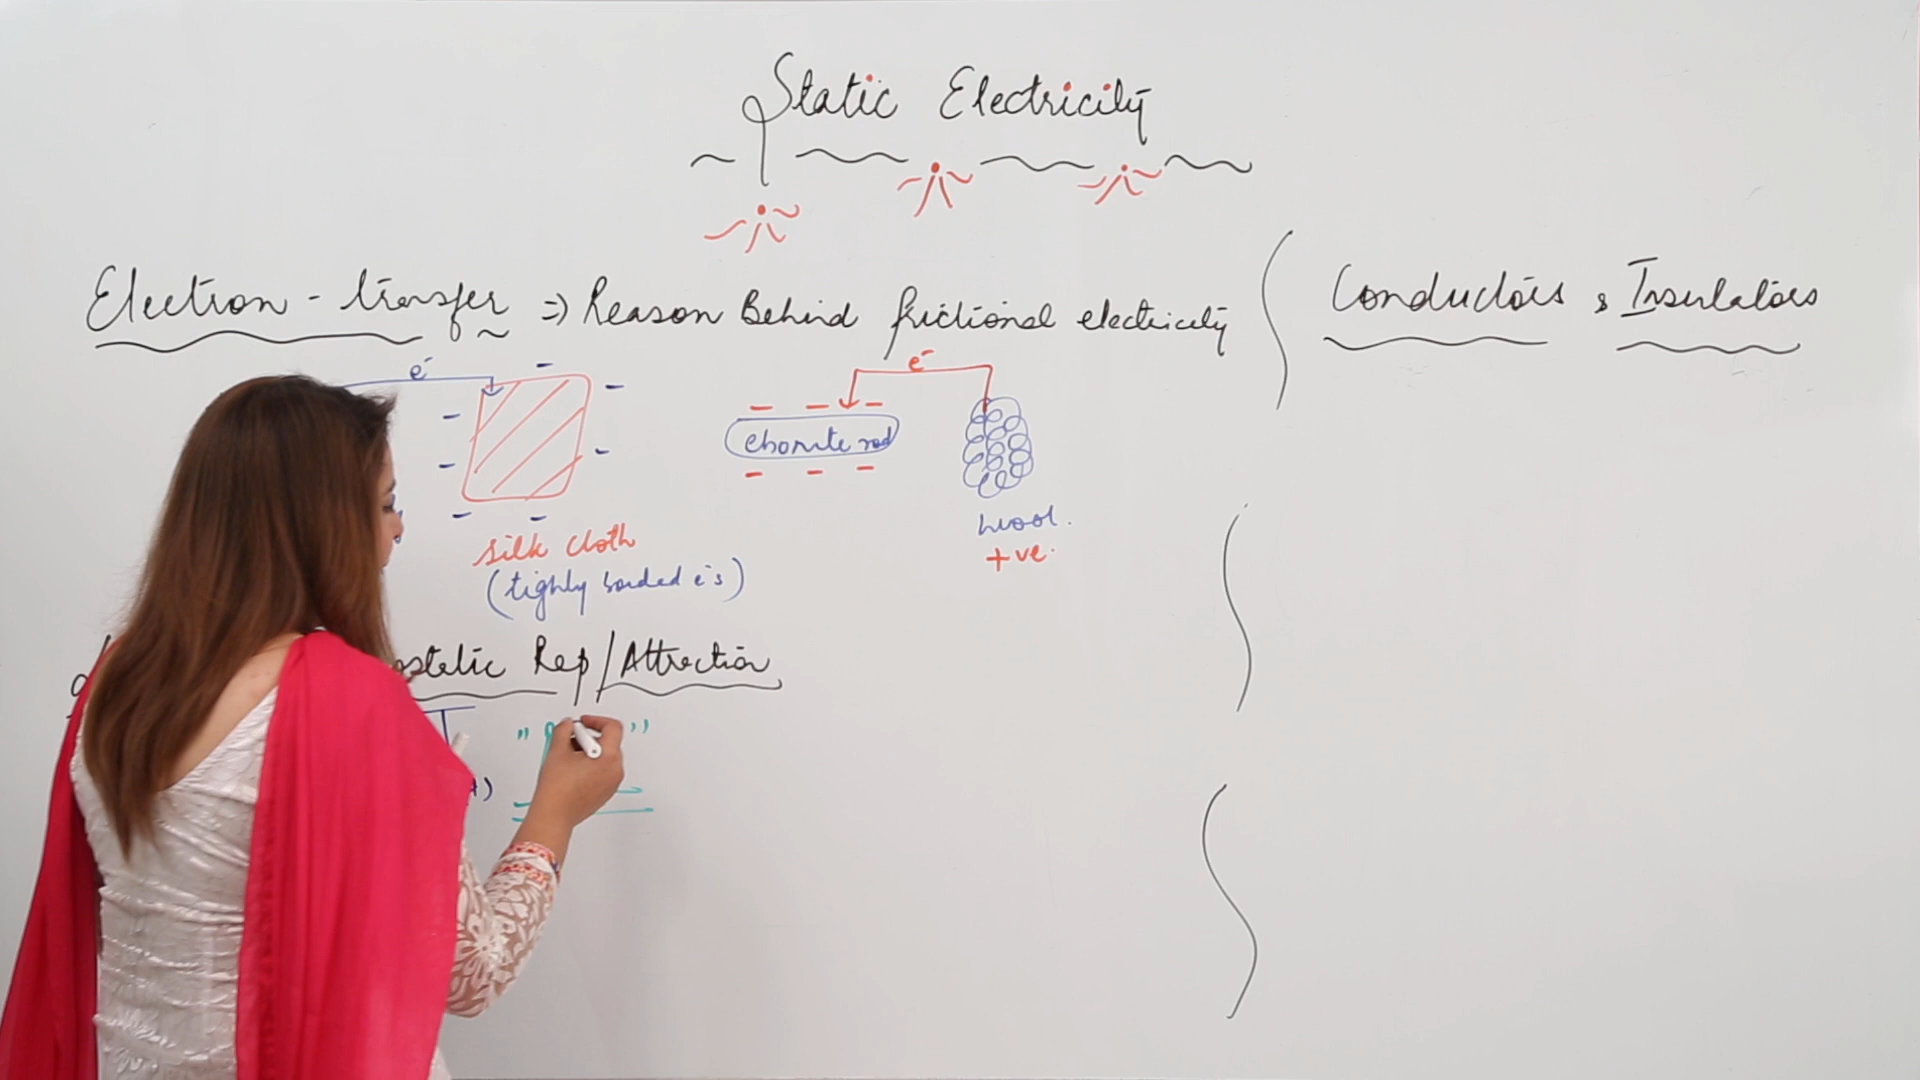 Static Electricity
Electron - transfer => Reason Behind frictional electricity
Conductors & Insulators
e-
e-
ebonite rod
silk cloth
(tighly bonded e-s)
wool.
+ve.
Rep/Attraction